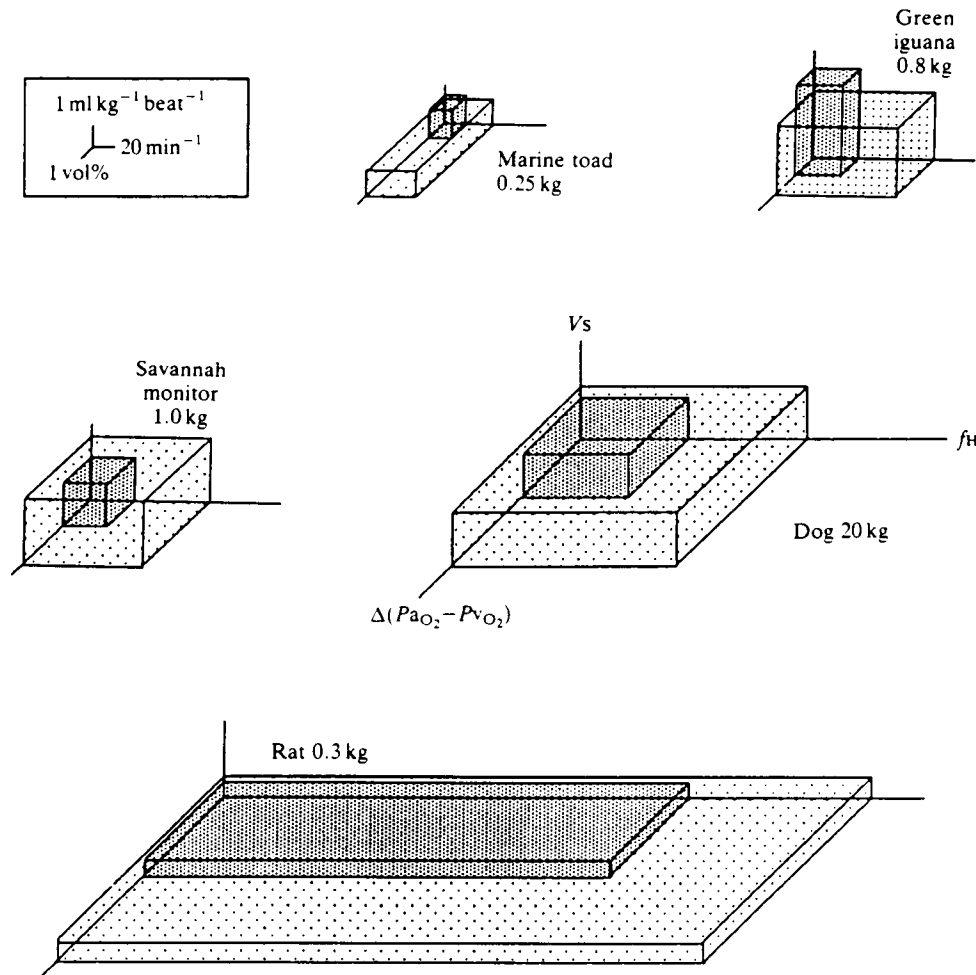 1 ml kg⁻¹ beat⁻¹
20 min⁻¹
1 vol%
Marine toad
0.25 kg
Green
iguana
0.8 kg
Savannah
monitor
1.0 kg
Vs
fH
Dog 20 kg
Δ(PaO₂−PvO₂)
Rat 0.3 kg